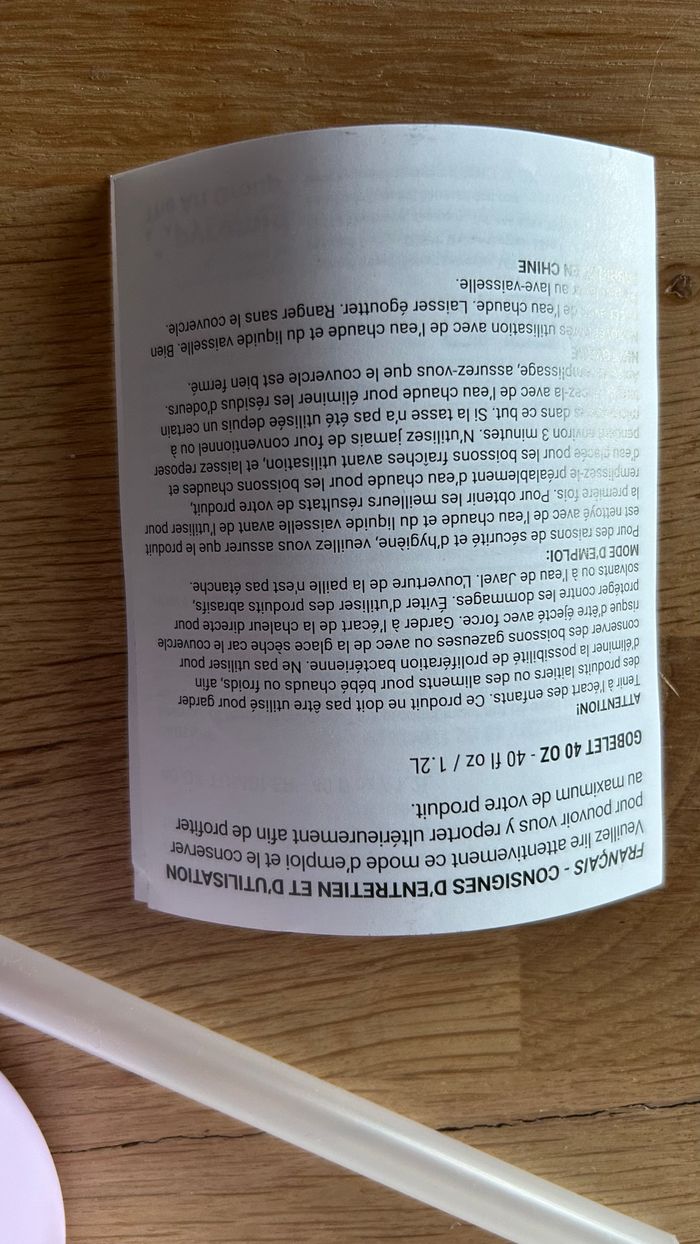 FRANÇAIS - CONSIGNES D'ENTRETIEN ET D'UTILISATION
Veuillez lire attentivement ce mode d'emploi et le conserver
pour pouvoir vous y reporter ultérieurement afin de profiter
au maximum de votre produit.
GOBELET 40 OZ - 40 fl oz / 1.2L
ATTENTION!
Tenir à l'écart des enfants. Ce produit ne doit pas être utilisé pour garder
des produits laitiers ou des aliments pour bébé chauds ou froids, afin
d'éliminer la possibilité de prolifération bactérienne. Ne pas utiliser pour
conserver des boissons gazeuses ou avec de la glace sèche car le couvercle
risque d'être éjecté avec force. Garder à l'écart de la chaleur directe pour
protéger contre les dommages. Éviter d'utiliser des produits abrasifs,
solvants ou à l'eau de Javel. L'ouverture de la paille n'est pas étanche.
MODE D'EMPLOI:
Pour des raisons de sécurité et d'hygiène, veuillez vous assurer que le produit
est nettoyé avec de l'eau chaude et du liquide vaisselle avant de l'utiliser pour
la première fois. Pour obtenir les meilleurs résultats de votre produit,
remplissez-le préalablement d'eau chaude pour les boissons chaudes et
d'eau glacée pour les boissons fraîches avant utilisation, et laissez reposer
pendant environ 3 minutes. N'utilisez jamais de four conventionnel ou à
dans ce but. Si la tasse n'a pas été utilisée depuis un certain
avec de l'eau chaude pour éliminer les résidus d'odeurs.
remplissage, assurez-vous que le couvercle est bien fermé.
utilisation avec de l'eau chaude et du liquide vaisselle. Bien
de l'eau chaude. Laisser égoutter. Ranger sans le couvercle.
au lave-vaisselle.
EN CHINE